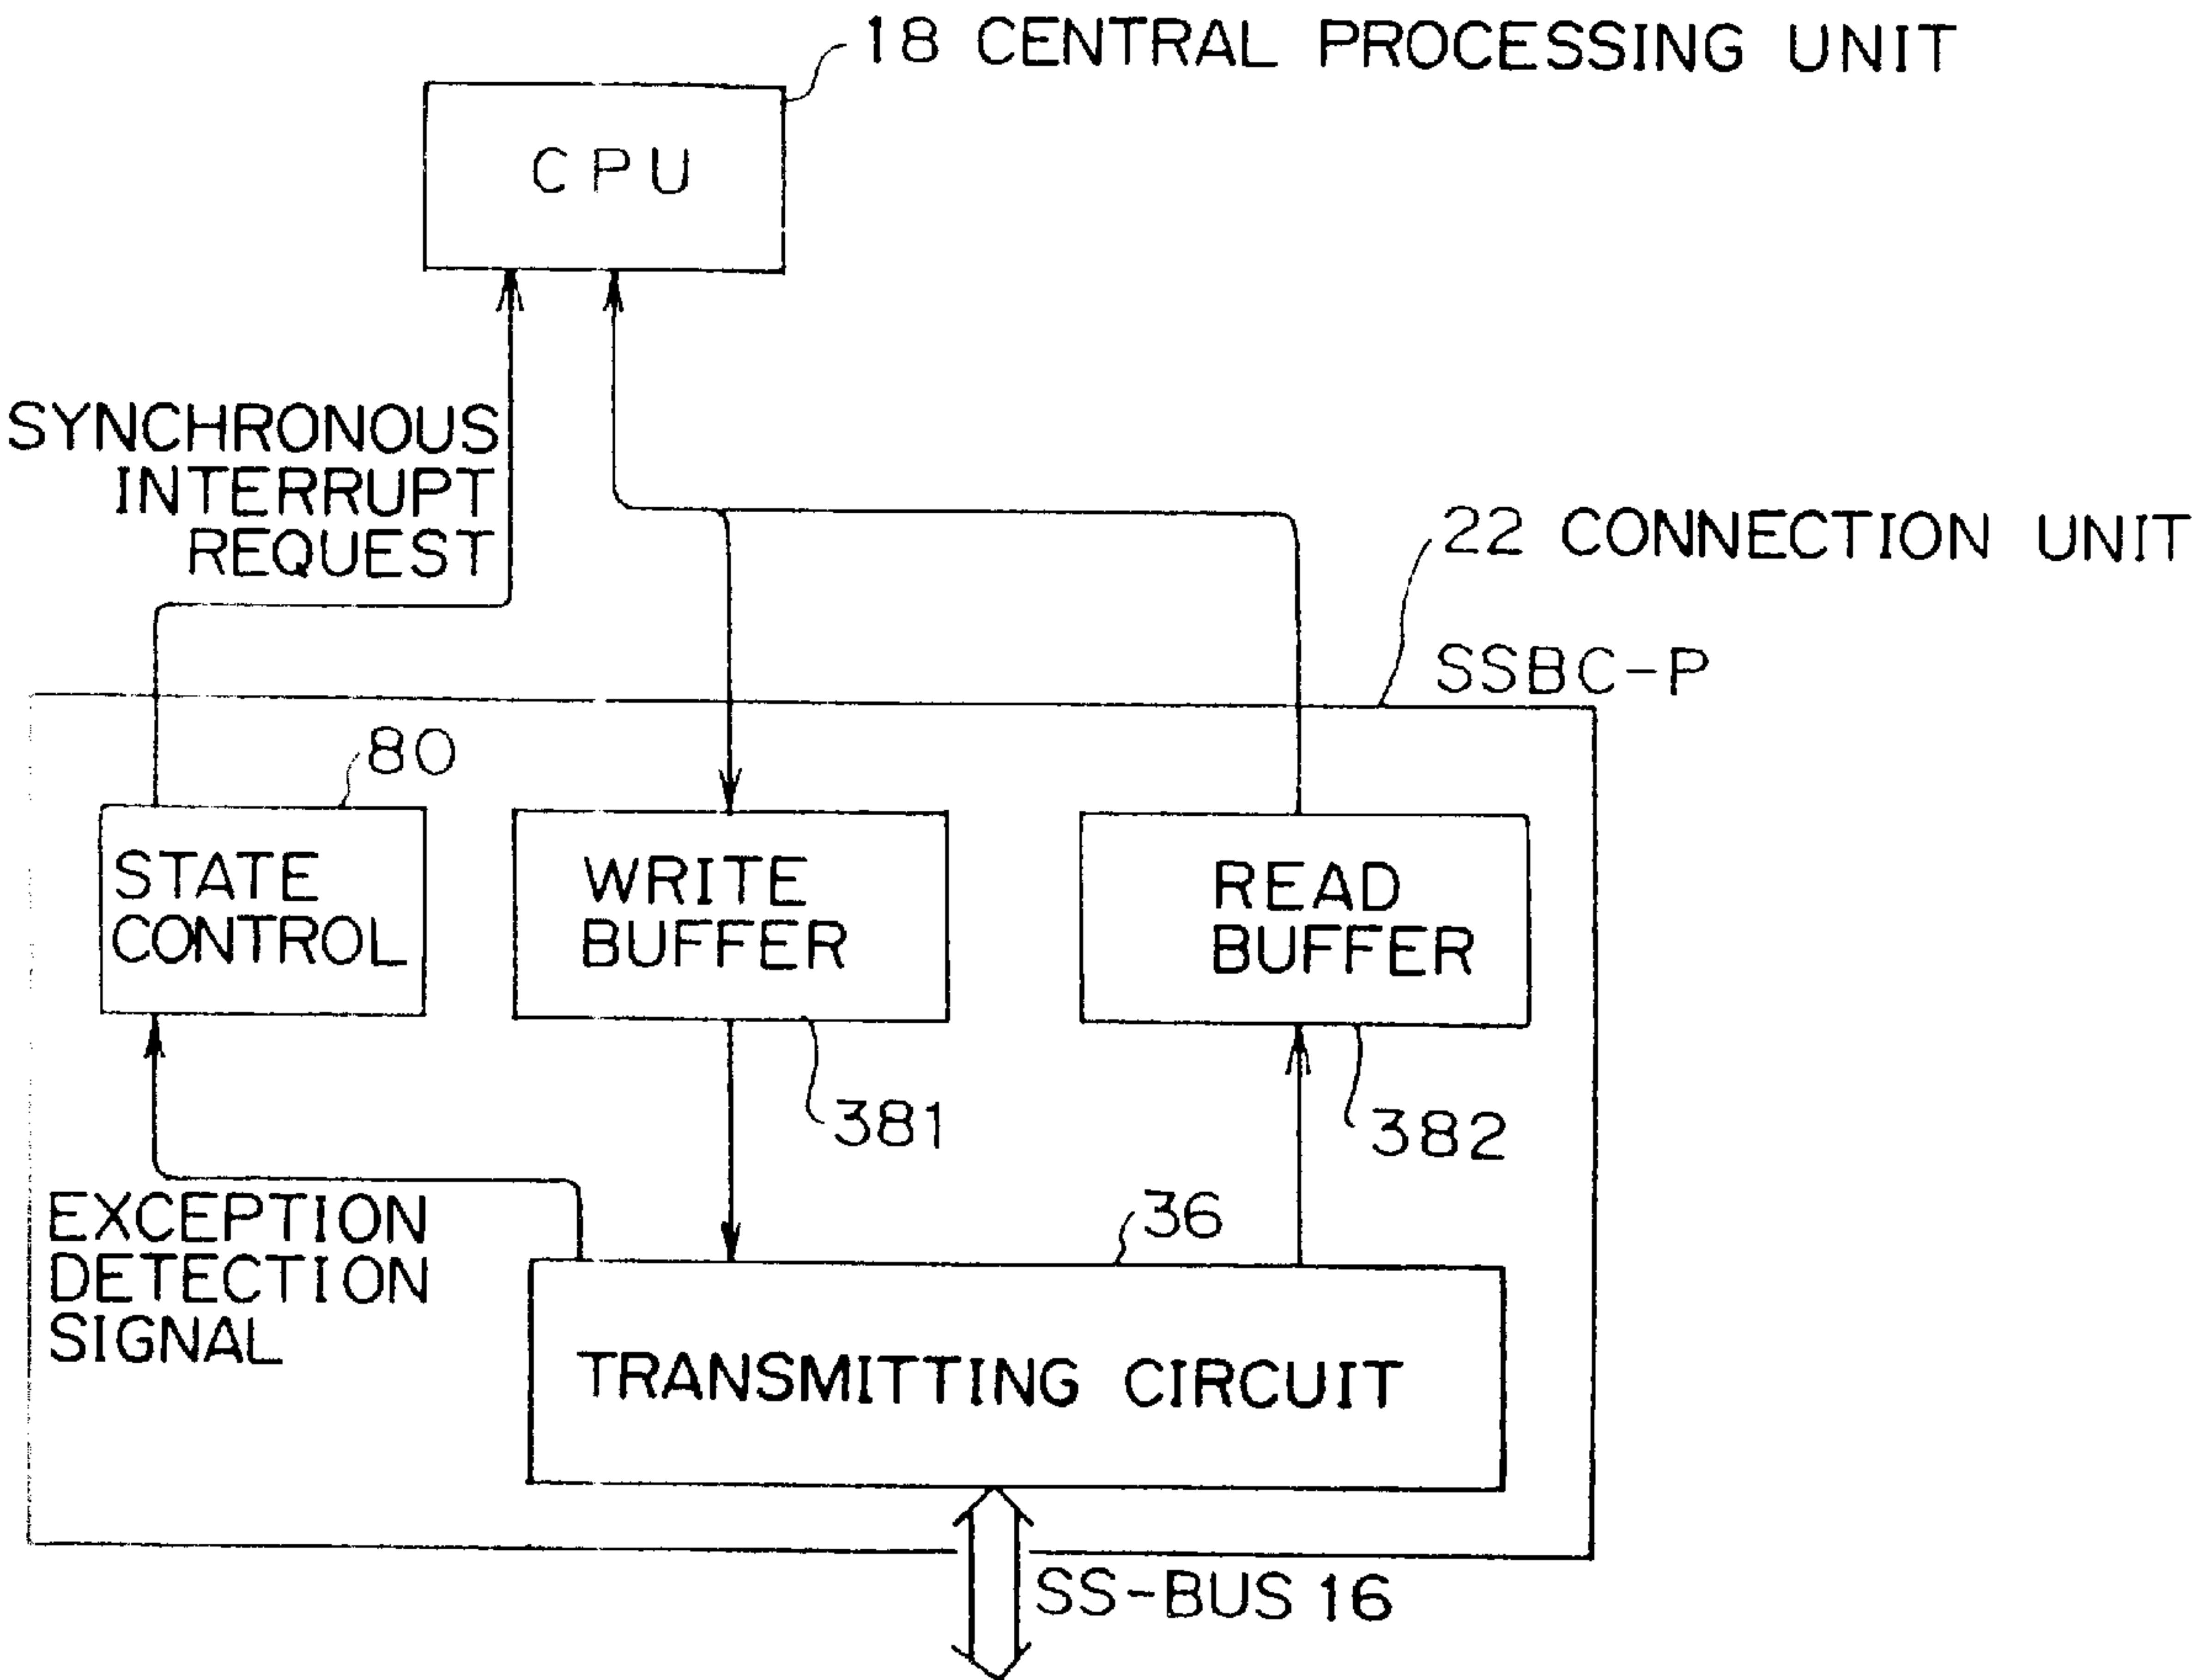 18 CENTRAL PROCESSING UNIT
CPU
SYNCHRONOUS
INTERRUPT
REQUEST
22 CONNECTION UNIT
SSBC-P
80
STATE
CONTROL
WRITE
BUFFER
READ
BUFFER
381
382
36
EXCEPTION
DETECTION
SIGNAL
TRANSMITTING CIRCUIT
SS-BUS 16